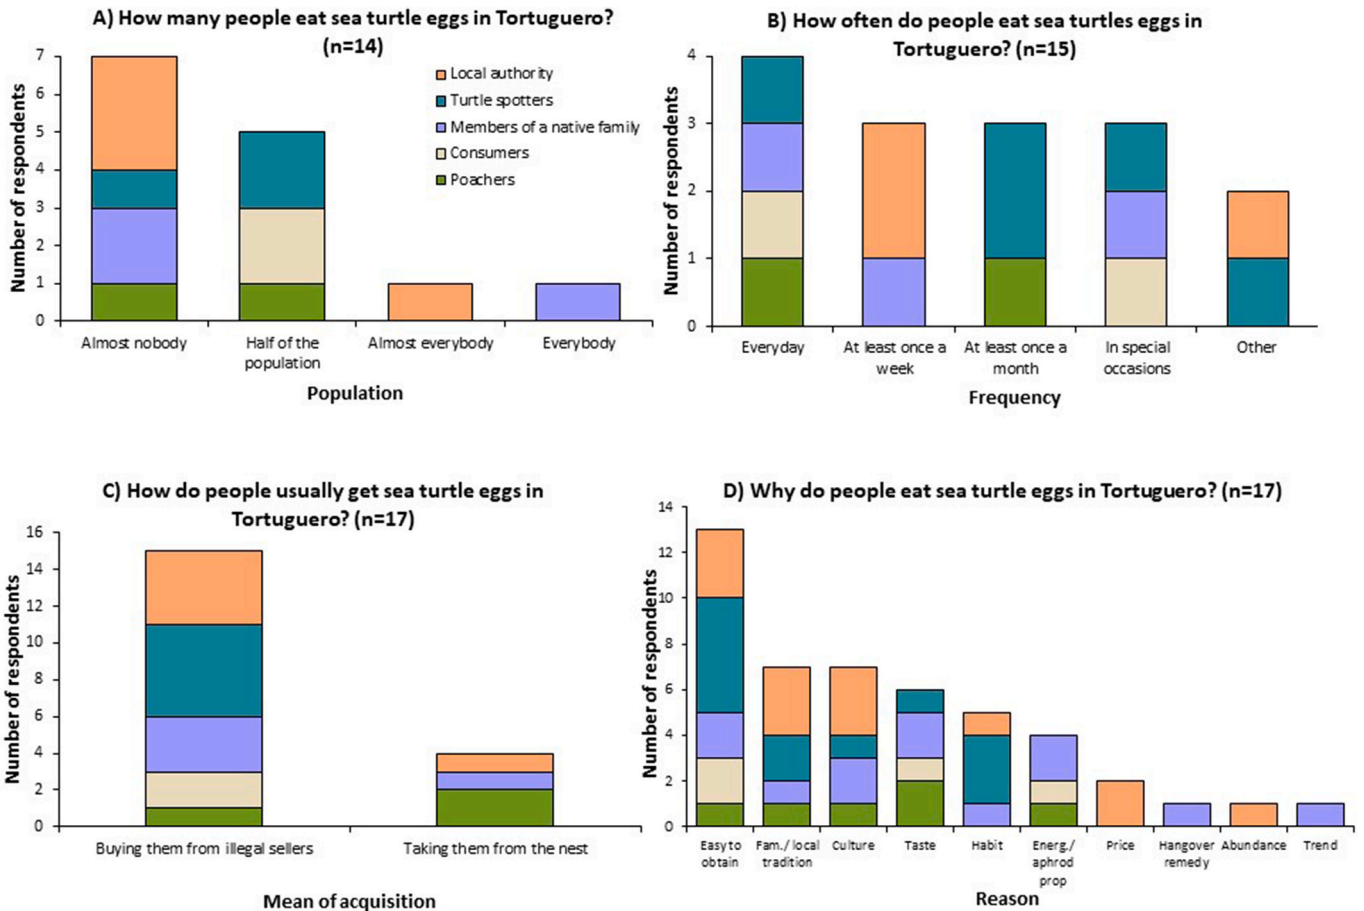 A) How many people eat sea turtle eggs in Tortuguero?
(n=14)
Number of respondents
7
6
5
4
3
2
1
0
Local authority
Turtle spotters
Members of a native family
Consumers
Poachers
Almost nobody
Half of the
population
Almost everybody
Everybody
Population
B) How often do people eat sea turtles eggs in
Tortuguero? (n=15)
Number of respondents
4
3
2
1
0
Everyday
At least once a
week
At least once a
month
In special
occasions
Other
Frequency
C) How do people usually get sea turtle eggs in
Tortuguero? (n=17)
Number of respondents
16
14
12
10
8
6
4
2
0
Buying them from illegal sellers
Taking them from the nest
Mean of acquisition
D) Why do people eat sea turtle eggs in Tortuguero? (n=17)
Number of respondents
14
12
10
8
6
4
2
0
Easy to
obtain
Fam./ local
tradition
Culture
Taste
Habit
Energ./
aphrod
prop
Price
Hangover
remedy
Abundance
Trend
Reason